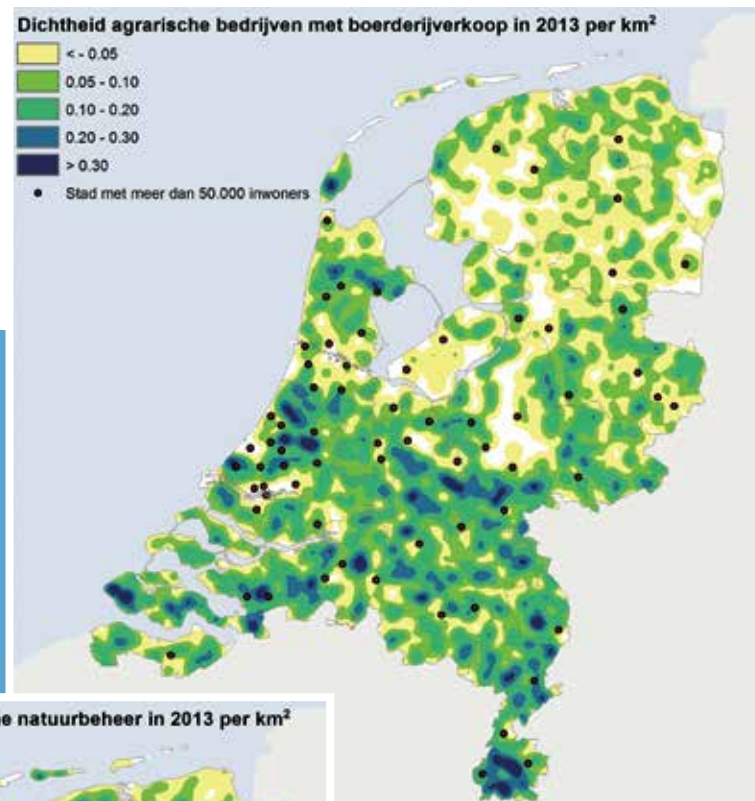 Dichtheid agrarische bedrijven met boerderijverkoop in 2013 per km²
< - 0.05
0.05 - 0.10
0.10 - 0.20
0.20 - 0.30
> 0.30
Stad met meer dan 50.000 inwoners
natuurbeheer in 2013 per km²